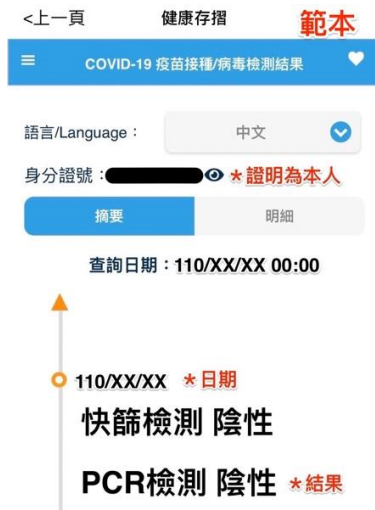 <上一頁 健康存摺 範本
COVID-19 疫苗接種/病毒檢測結果
語言/Language： 中文
身分證號： *證明為本人
摘要 明細
查詢日期：110/XX/XX 00:00
110/XX/XX *日期
快篩檢測 陰性
PCR檢測 陰性 *結果